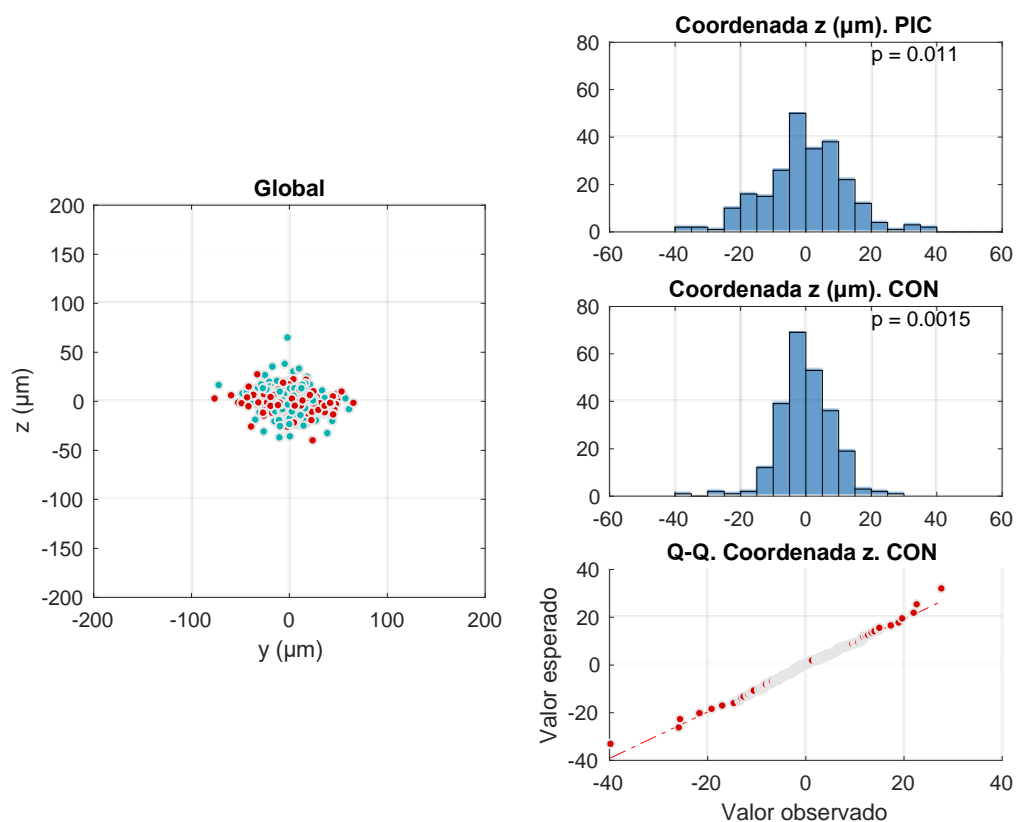 Global
200
150
100
50
0
-50
-100
-150
-200
-200 -100 0 100 200
y (µm)
z (µm)
Coordenada z (µm). PIC
p = 0.011
80
60
40
20
0
-60 -40 -20 0 20 40 60
Coordenada z (µm). CON
p = 0.0015
80
60
40
20
0
-60 -40 -20 0 20 40 60
Q-Q. Coordenada z. CON
40
20
0
-20
-40
-40 -20 0 20 40
Valor esperado
Valor observado